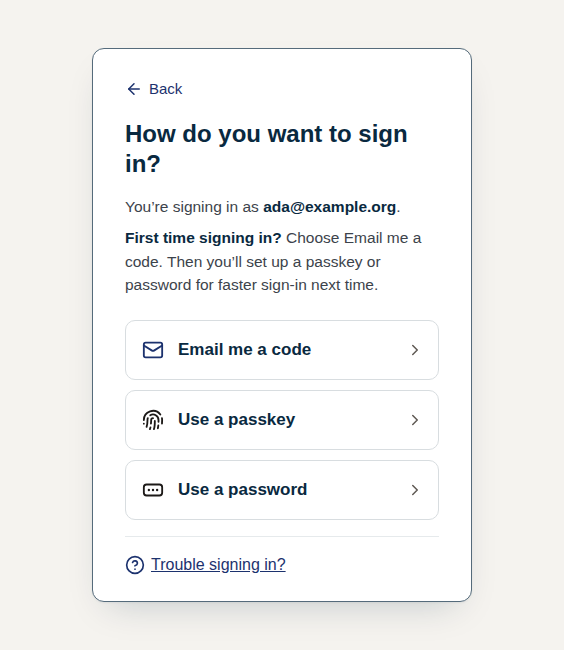 Back
How do you want to sign
in?
You’re signing in as ada@example.org.
First time signing in? Choose Email me a
code. Then you’ll set up a passkey or
password for faster sign-in next time.
Email me a code
Use a passkey
Use a password
Trouble signing in?